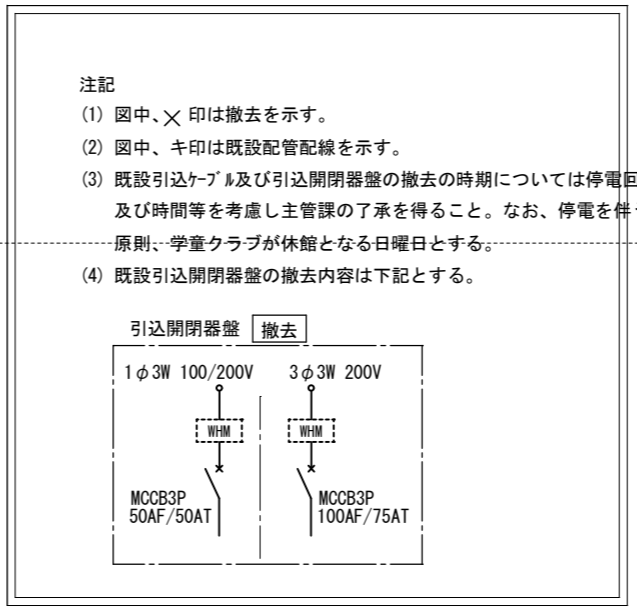 注記
(1) 図中、× 印は撤去を示す。
(2) 図中、キ印は既設配管配線を示す。
(3) 既設引込ｹｰﾌﾞﾙ及び引込開閉器盤の撤去の時期については停電回
及び時間等を考慮し主管課の了承を得ること。なお、停電を伴
原則、学童クラブが休館となる日曜日とする。
(4) 既設引込開閉器盤の撤去内容は下記とする。
引込開閉器盤 撤去
1φ3W 100/200V 3φ3W 200V
WHM WHM
MCCB3P MCCB3P
50AF/50AT 100AF/75AT